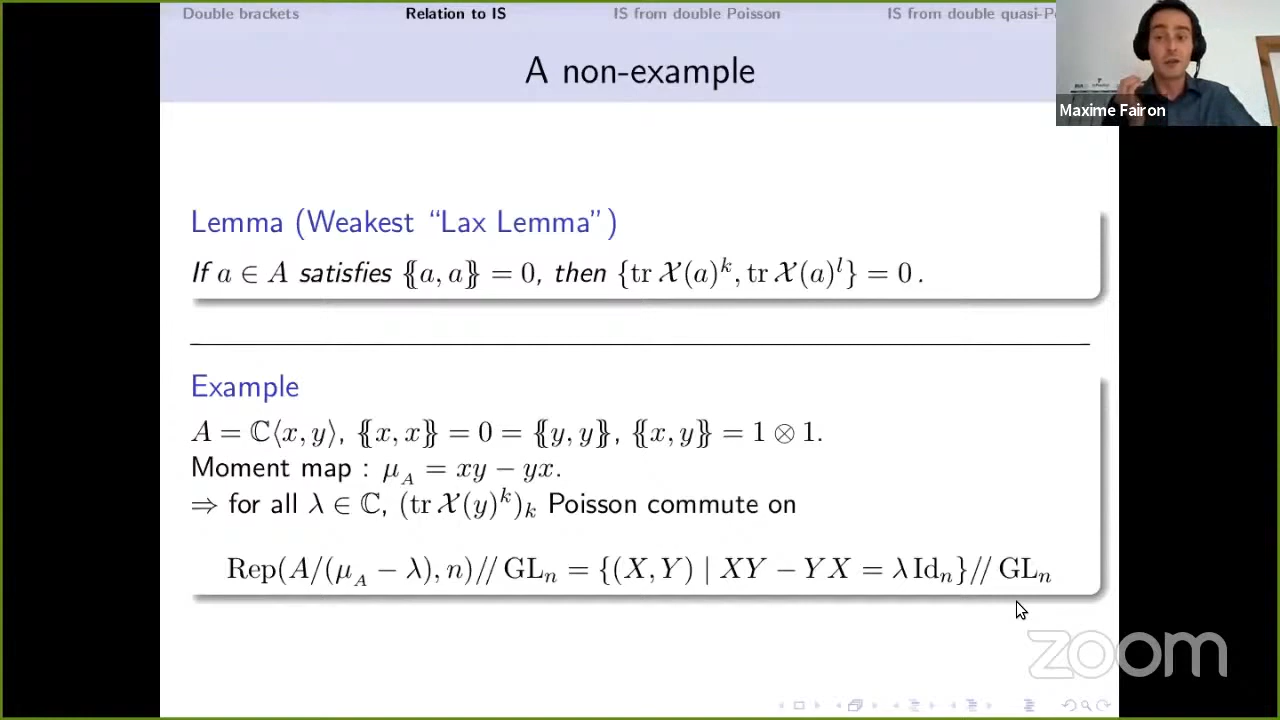 Double brackets Relation to IS IS from double Poisson IS from double quasi-P
A non-example
Maxime Fairon
Lemma (Weakest “Lax Lemma”)
If a ∈ A satisfies {{a, a}} = 0, then {tr 𝒳(a)^k, tr 𝒳(a)^l} = 0 .
Example
A = ℂ⟨x, y⟩, {{x, x}} = 0 = {{y, y}}, {{x, y}} = 1 ⊗ 1.
Moment map : μ_A = xy − yx.
⇒ for all λ ∈ ℂ, (tr 𝒳(y)^k)_k Poisson commute on
Rep(A/(μ_A − λ), n)// GL_n = {(X, Y) | XY − YX = λ Id_n}// GL_n
zoom